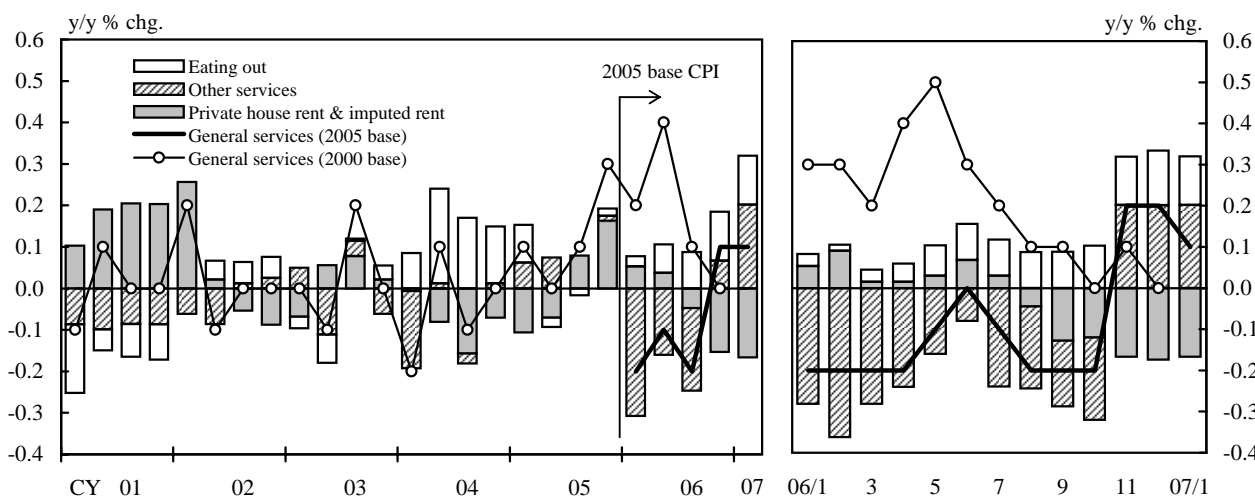 y/y % chg.
y/y % chg.
0.6
0.5
0.4
0.3
0.2
0.1
0.0
-0.1
-0.2
-0.3
-0.4
Eating out
Other services
Private house rent & imputed rent
General services (2005 base)
General services (2000 base)
2005 base CPI
0.6
0.5
0.4
0.3
0.2
0.1
0.0
-0.1
-0.2
-0.3
-0.4
CY 01 02 03 04 05 06 07
06/1 3 5 7 9 11 07/1